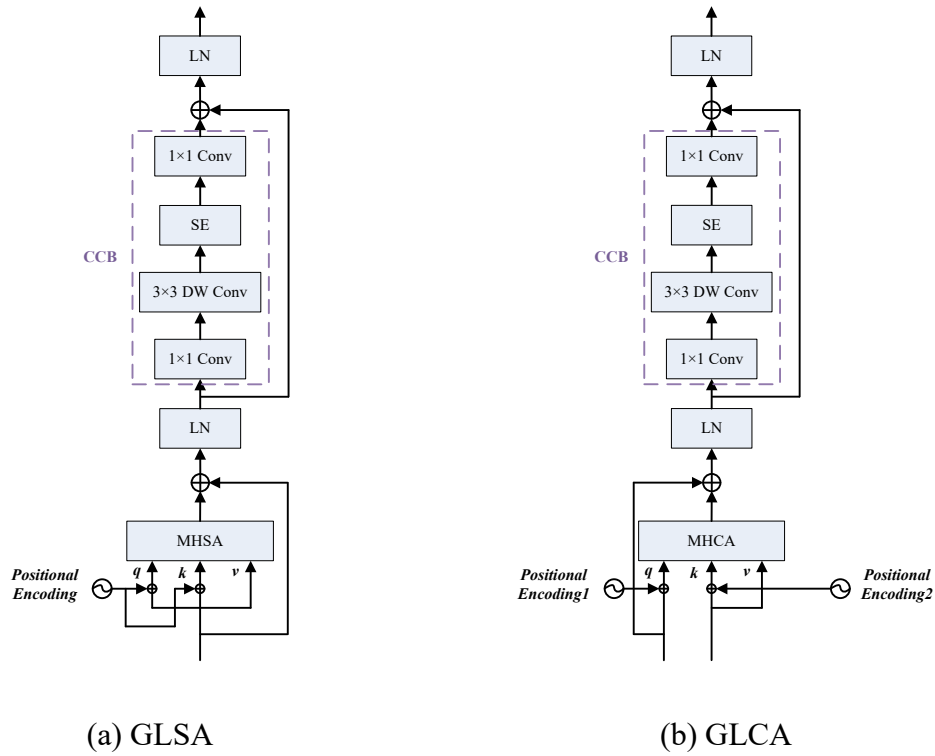 LN
1×1 Conv
SE
CCB
3×3 DW Conv
1×1 Conv
LN
MHSA
q k v
Positional
Encoding
(a) GLSA
LN
1×1 Conv
SE
CCB
3×3 DW Conv
1×1 Conv
LN
MHCA
q k v
Positional
Encoding1
Positional
Encoding2
(b) GLCA